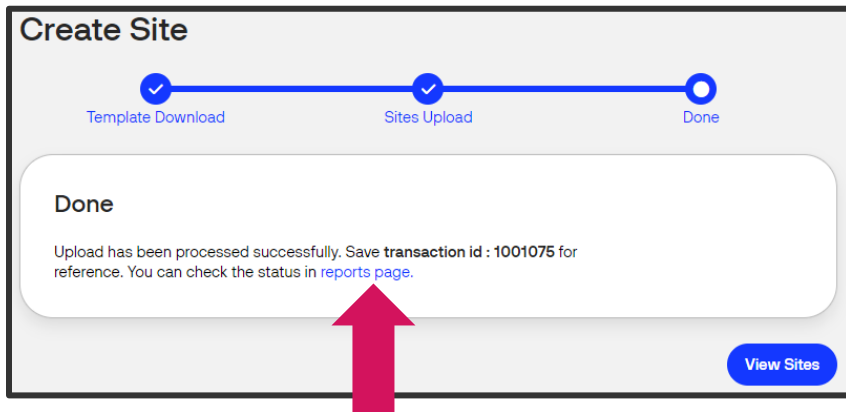 Create Site
Template Download
Sites Upload
Done
Done
Upload has been processed successfully. Save transaction id : 1001075 for
reference. You can check the status in reports page.
View Sites